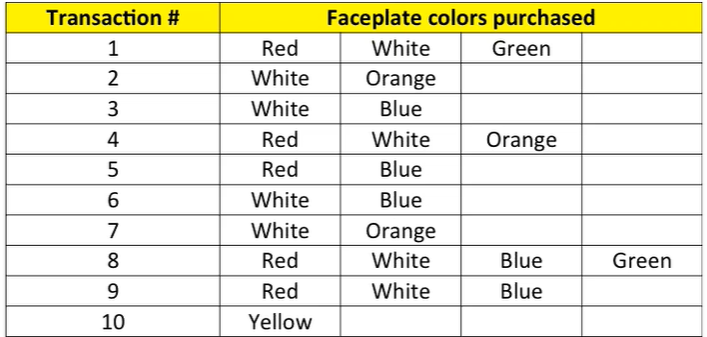 Transaction # Faceplate colors purchased
1 Red White Green
2 White Orange
3 White Blue
4 Red White Orange
5 Red Blue
6 White Blue
7 White Orange
8 Red White Blue Green
9 Red White Blue
10 Yellow